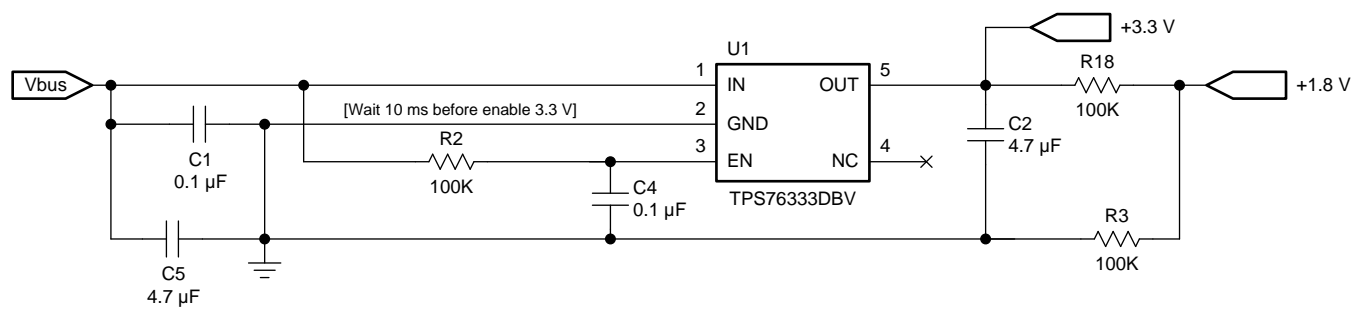 +3.3 V
U1
R18
Vbus
1
IN
OUT
5
+1.8 V
100K
[Wait 10 ms before enable 3.3 V]
2
GND
C2
4.7 µF
R2
3
EN
NC
4
C1
0.1 µF
100K
C4
0.1 µF
TPS76333DBV
R3
100K
C5
4.7 µF